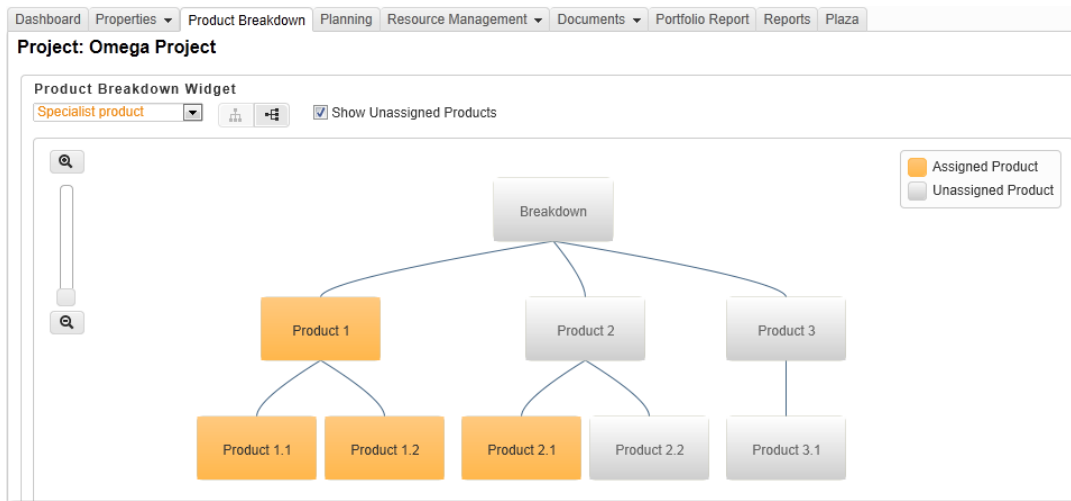 Dashboard Properties Product Breakdown Planning Resource Management Documents Portfolio Report Reports Plaza
Project: Omega Project
Product Breakdown Widget
Specialist product Show Unassigned Products
Assigned Product
Unassigned Product
Breakdown
Product 1 Product 2 Product 3
Product 1.1 Product 1.2 Product 2.1 Product 2.2 Product 3.1